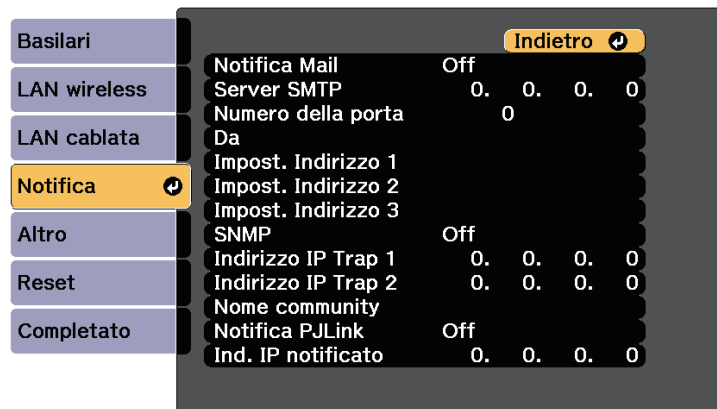 Basilari
LAN wireless
LAN cablata
Notifica
Altro
Reset
Completato
Indietro
Notifica Mail Off
Server SMTP 0. 0. 0. 0
Numero della porta 0
Da
Impost. Indirizzo 1
Impost. Indirizzo 2
Impost. Indirizzo 3
SNMP Off
Indirizzo IP Trap 1 0. 0. 0. 0
Indirizzo IP Trap 2 0. 0. 0. 0
Nome community
Notifica PJLink Off
Ind. IP notificato 0. 0. 0. 0